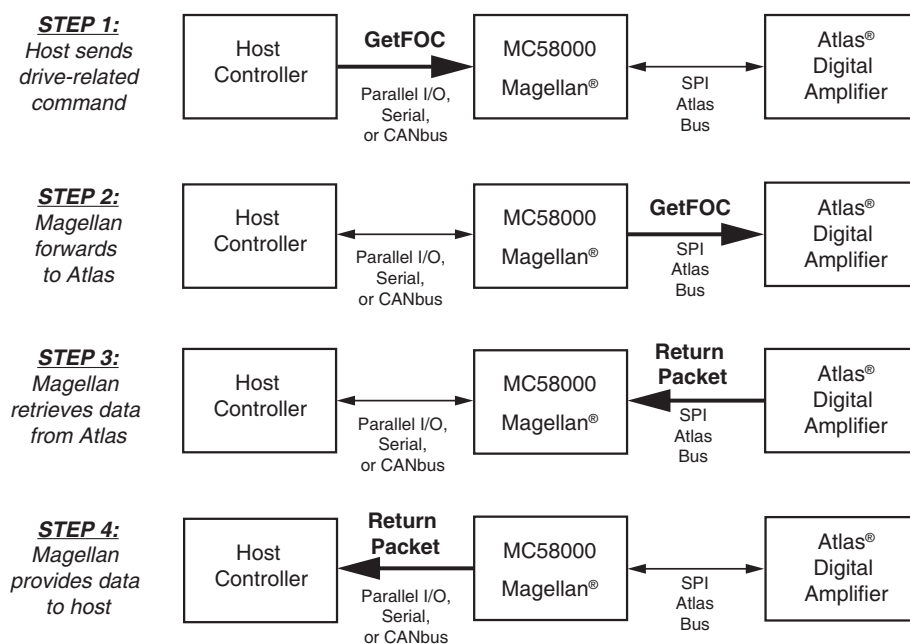 STEP 1:
Host sends
drive-related
command
Host
Controller
GetFOC
Parallel I/O,
Serial,
or CANbus
MC58000
Magellan®
SPI
Atlas
Bus
Atlas®
Digital
Amplifier
STEP 2:
Magellan
forwards
to Atlas
Host
Controller
Parallel I/O,
Serial,
or CANbus
MC58000
Magellan®
GetFOC
SPI
Atlas
Bus
Atlas®
Digital
Amplifier
STEP 3:
Magellan
retrieves data
from Atlas
Host
Controller
Parallel I/O,
Serial,
or CANbus
MC58000
Magellan®
Return
Packet
SPI
Atlas
Bus
Atlas®
Digital
Amplifier
STEP 4:
Magellan
provides data
to host
Host
Controller
Return
Packet
Parallel I/O,
Serial,
or CANbus
MC58000
Magellan®
SPI
Atlas
Bus
Atlas®
Digital
Amplifier